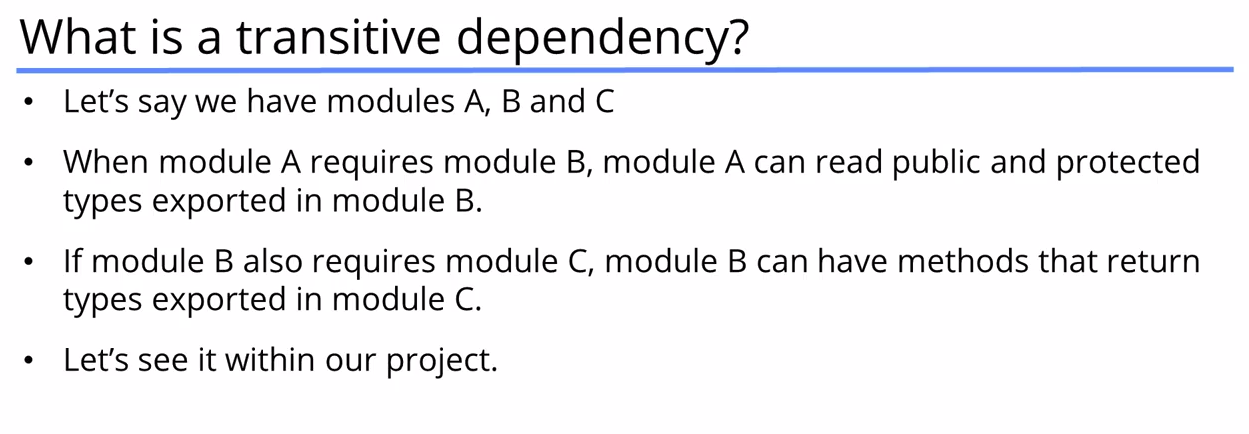 What is a transitive dependency?
• Let's say we have modules A, B and C
• When module A requires module B, module A can read public and protected
types exported in module B.
• If module B also requires module C, module B can have methods that return
types exported in module C.
• Let's see it within our project.